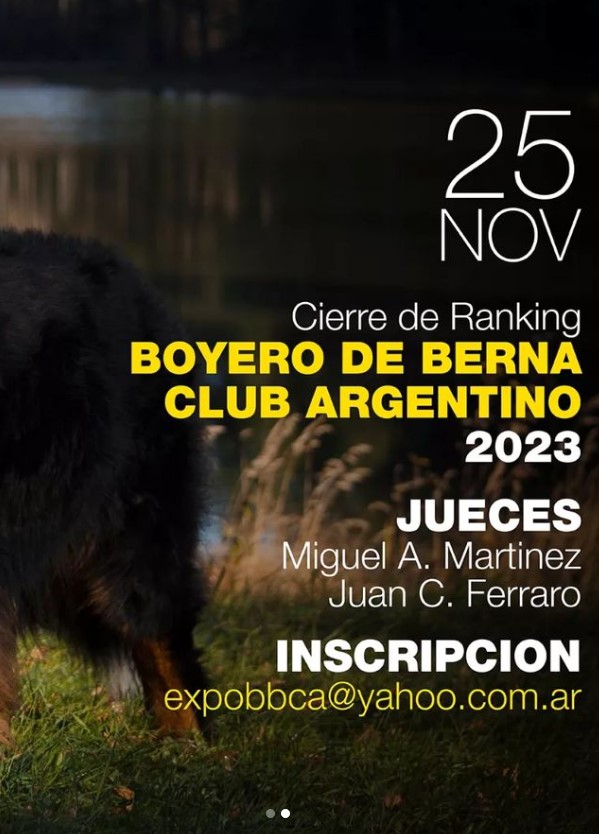 25
NOV
Cierre de Ranking
BOYERO DE BERNA
CLUB ARGENTINO
2023
JUECES
Miguel A. Martinez
Juan C. Ferraro
INSCRIPCION
expobbca@yahoo.com.ar